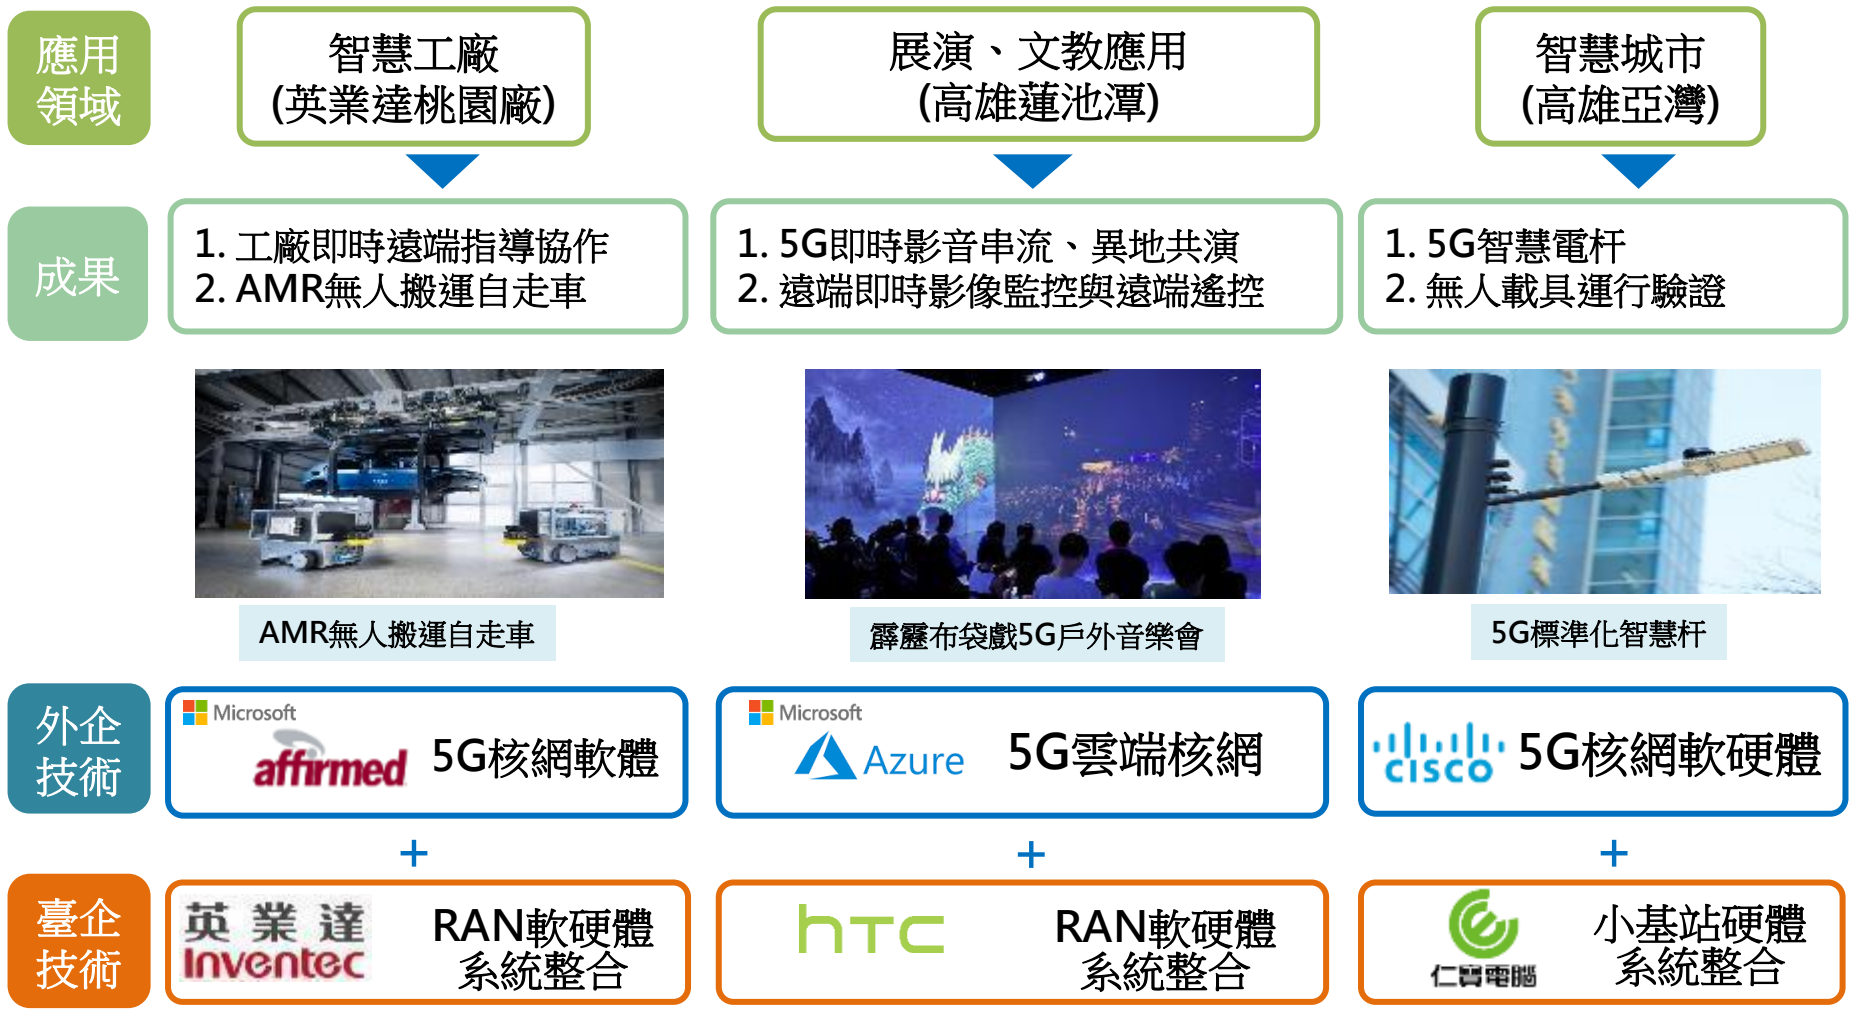 應用
領域
智慧工廠
(英業達桃園廠)
展演、文教應用
(高雄蓮池潭)
智慧城市
(高雄亞灣)
成果
1. 工廠即時遠端指導協作
2. AMR無人搬運自走車
1. 5G即時影音串流、異地共演
2. 遠端即時影像監控與遠端遙控
1. 5G智慧電杆
2. 無人載具運行驗證
AMR無人搬運自走車
霹靂布袋戲5G戶外音樂會
5G標準化智慧杆
外企
技術
Microsoft
affirmed
5G核網軟體
Microsoft
Azure
5G雲端核網
cisco
5G核網軟硬體
+
+
+
臺企
技術
英業達
Inventec
RAN軟硬體
系統整合
hTC
RAN軟硬體
系統整合
仁寶電腦
小基站硬體
系統整合